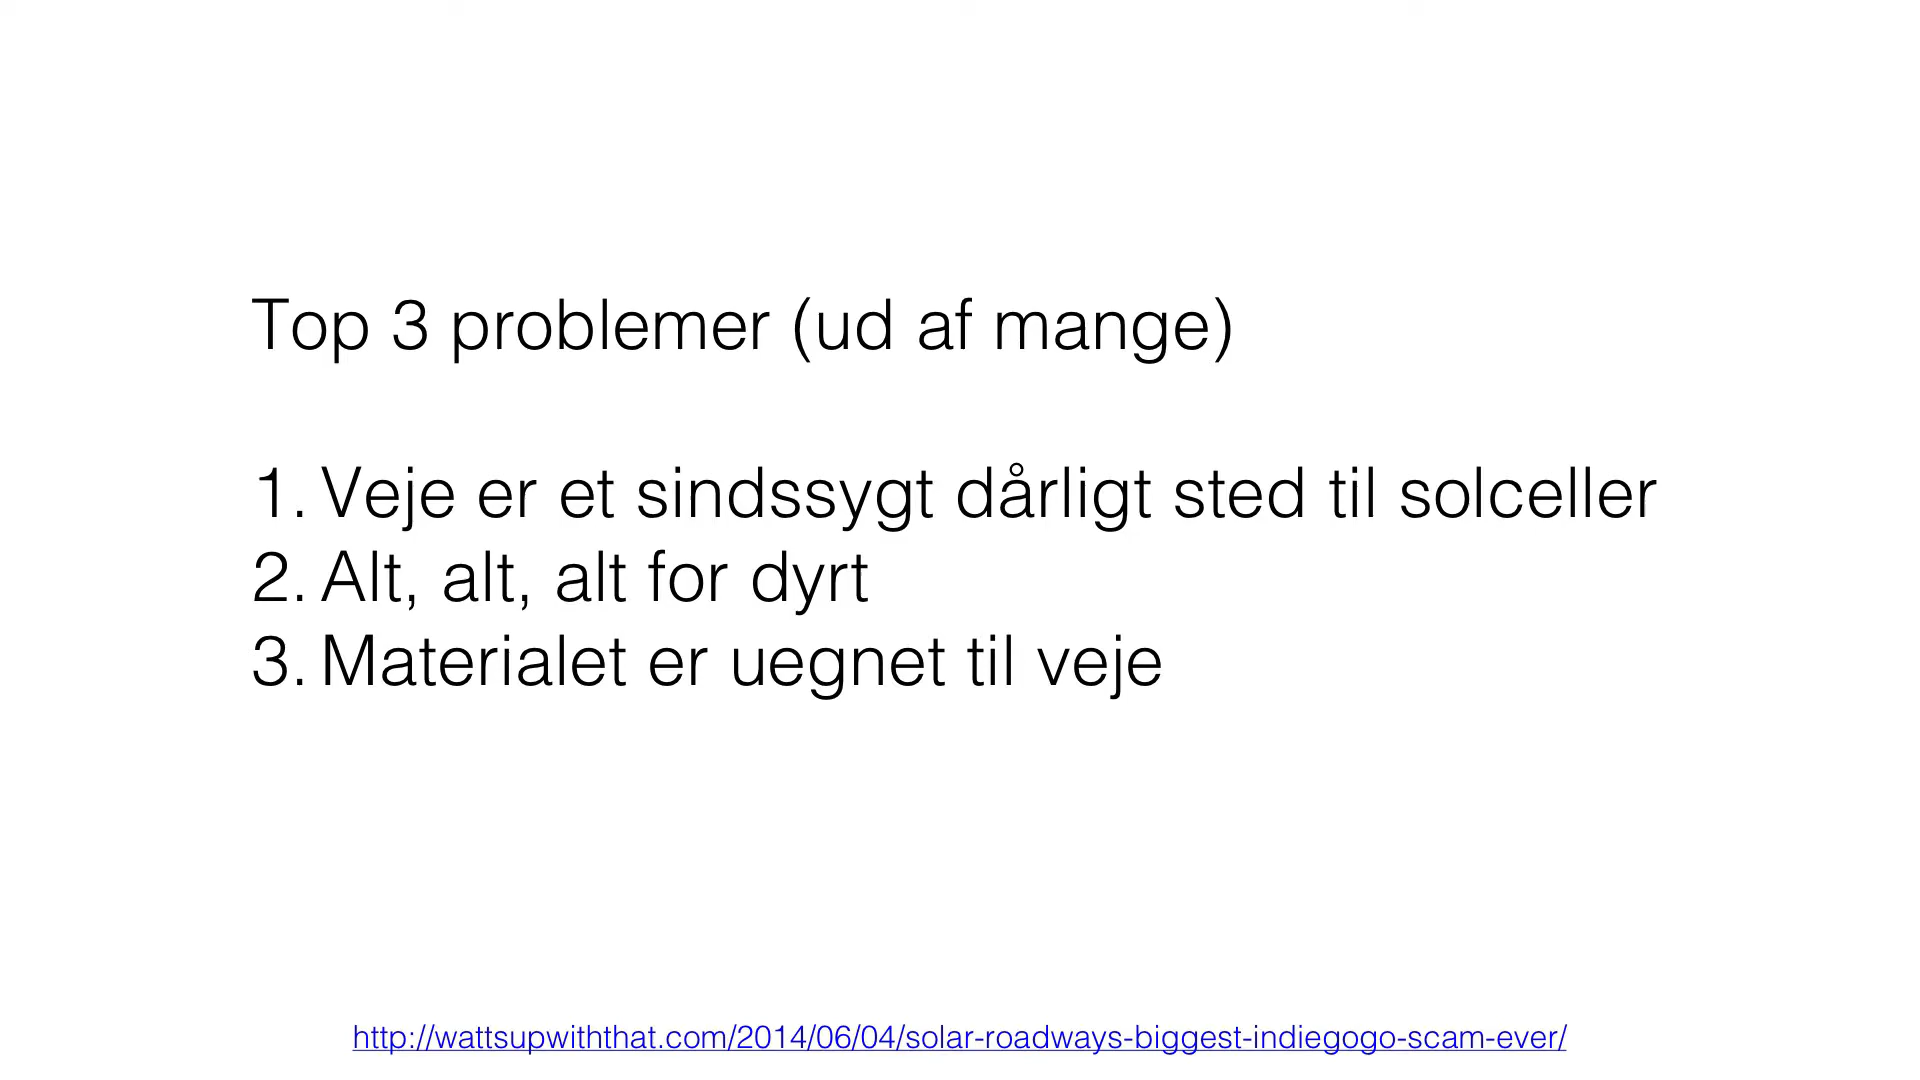 Top 3 problemer (ud af mange)
1. Veje er et sindssygt dårligt sted til solceller
2. Alt, alt, alt for dyrt
3. Materialet er uegnet til veje
http://wattsupwiththat.com/2014/06/04/solar-roadways-biggest-indiegogo-scam-ever/